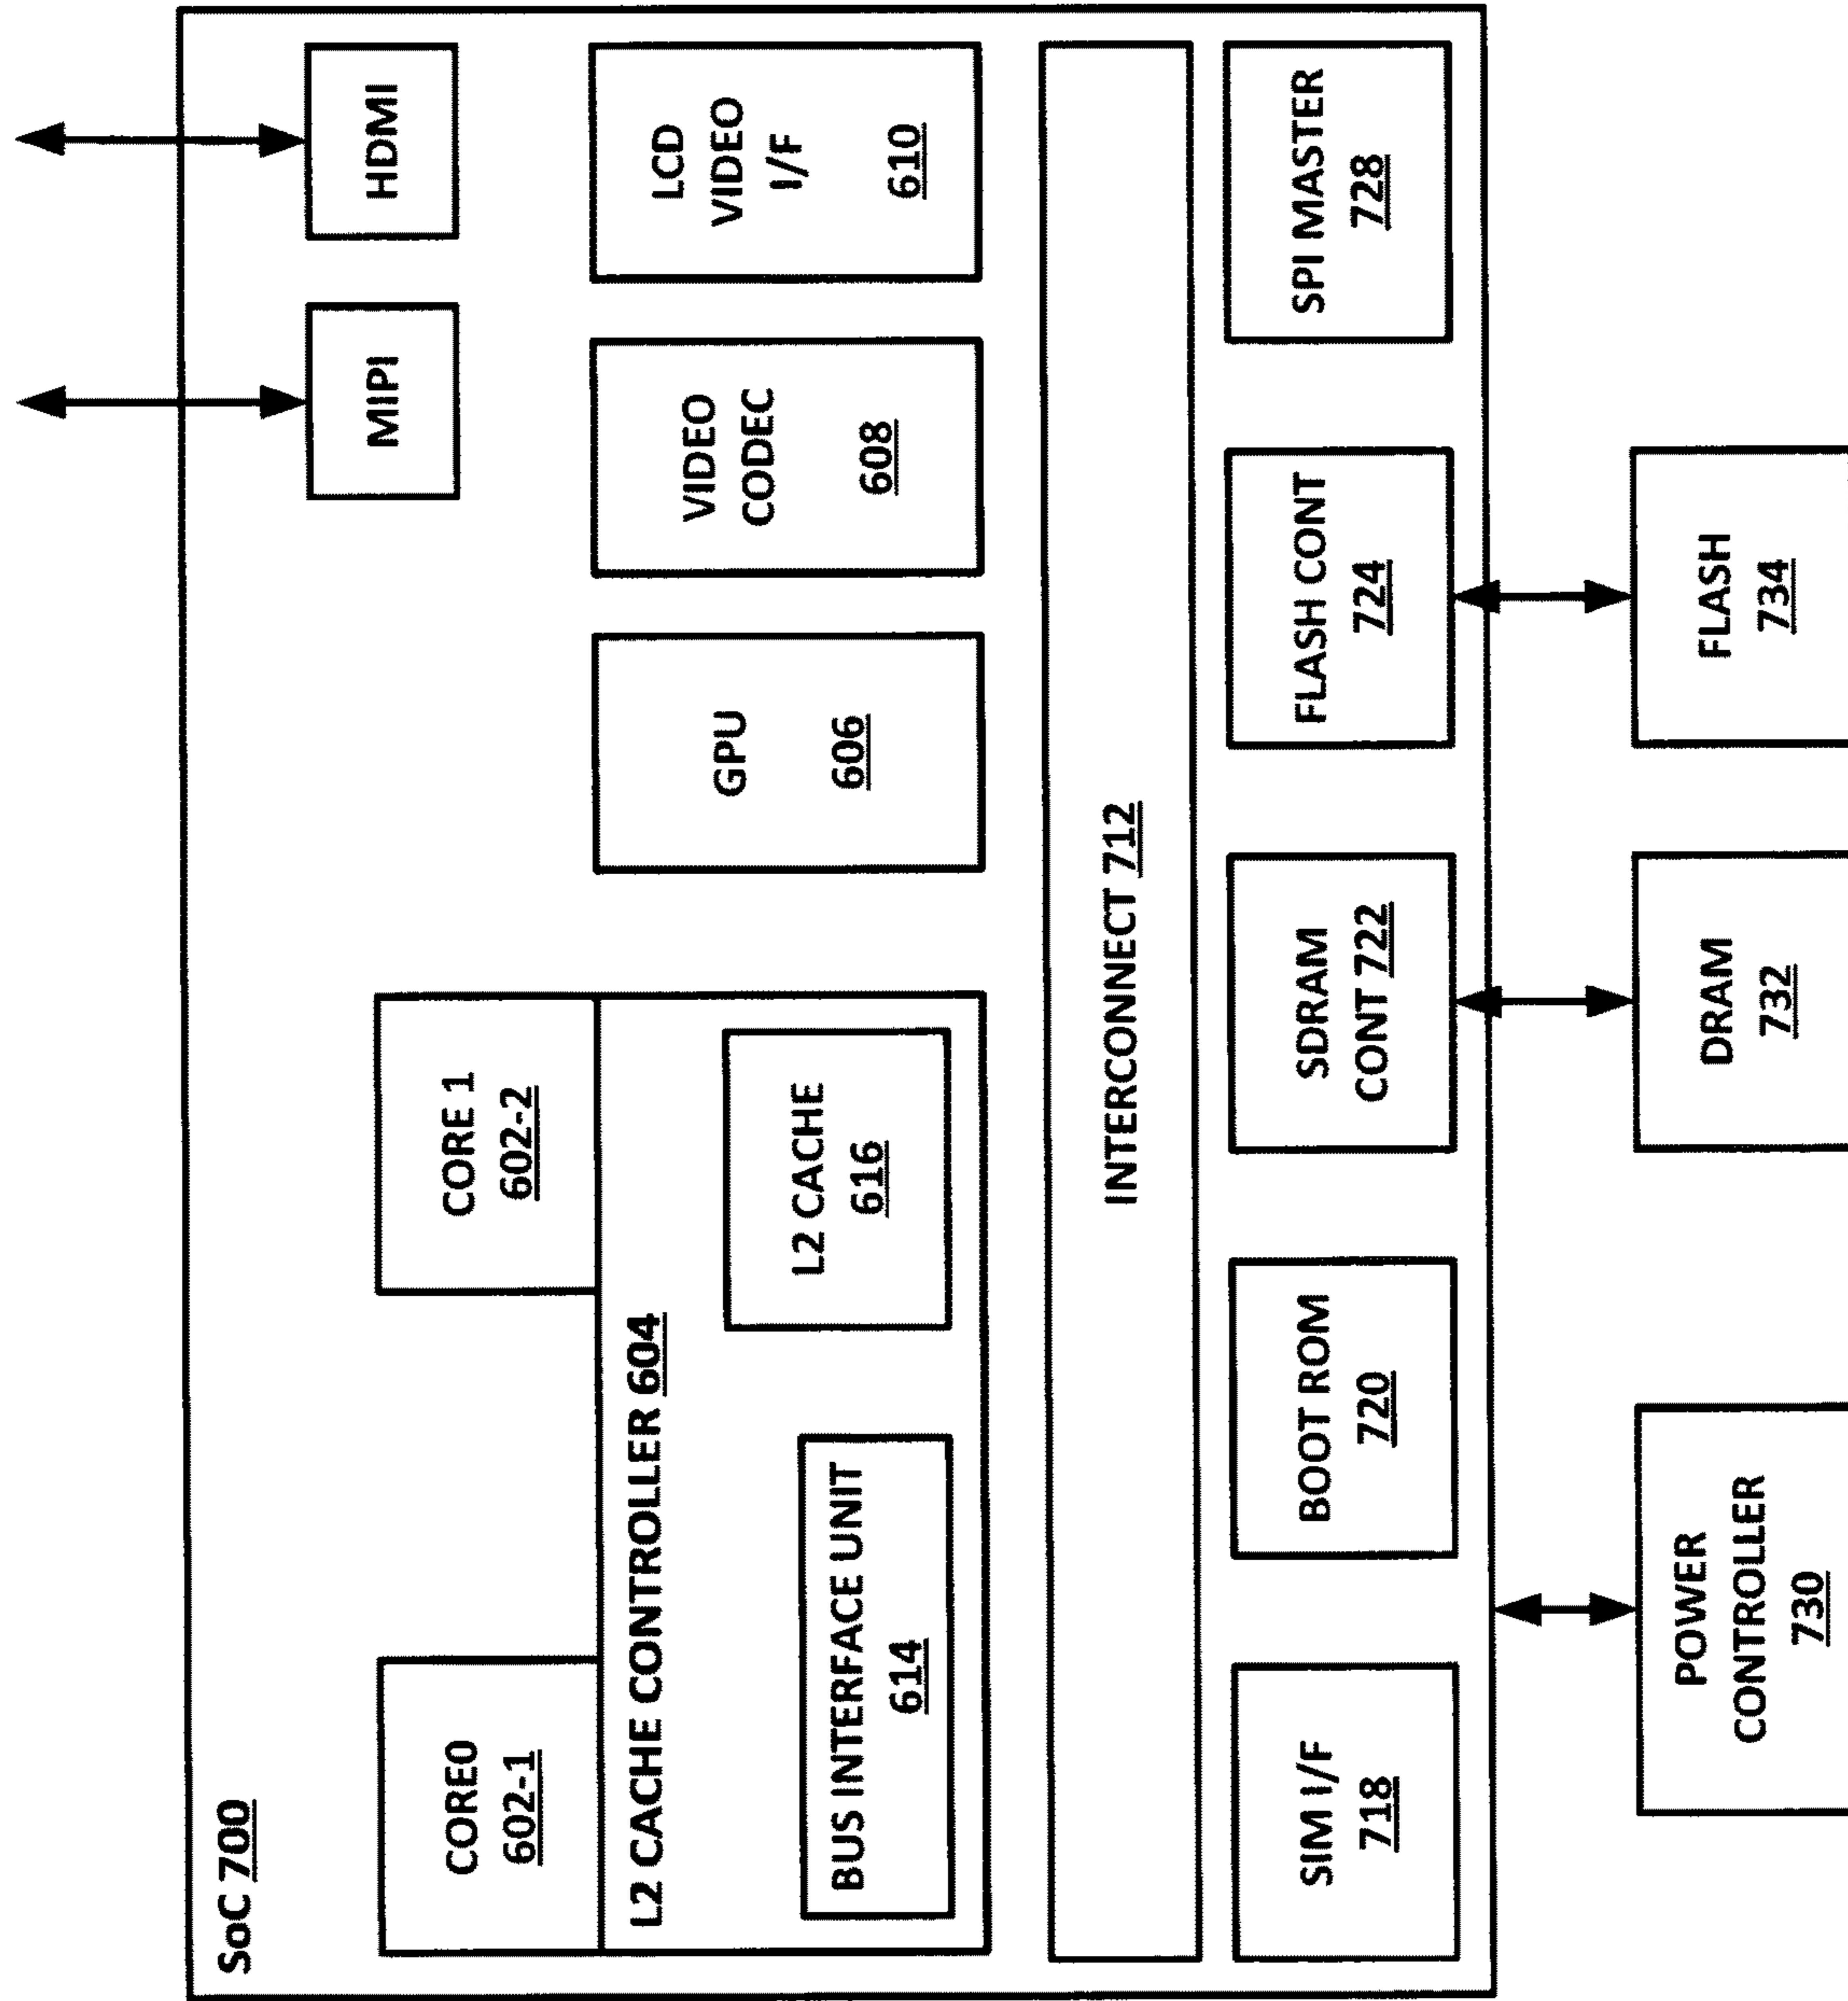 SoC 700
MIPI
HDMI
CORE0
602-1
CORE 1
602-2
L2 CACHE CONTROLLER 604
BUS INTERFACE UNIT
614
L2 CACHE
616
GPU
606
VIDEO
CODEC
608
LCD
VIDEO
I/F
610
INTERCONNECT 712
SIM I/F
718
BOOT ROM
720
SDRAM
CONT 722
FLASH CONT
724
SPI MASTER
728
POWER
CONTROLLER
730
DRAM
732
FLASH
734